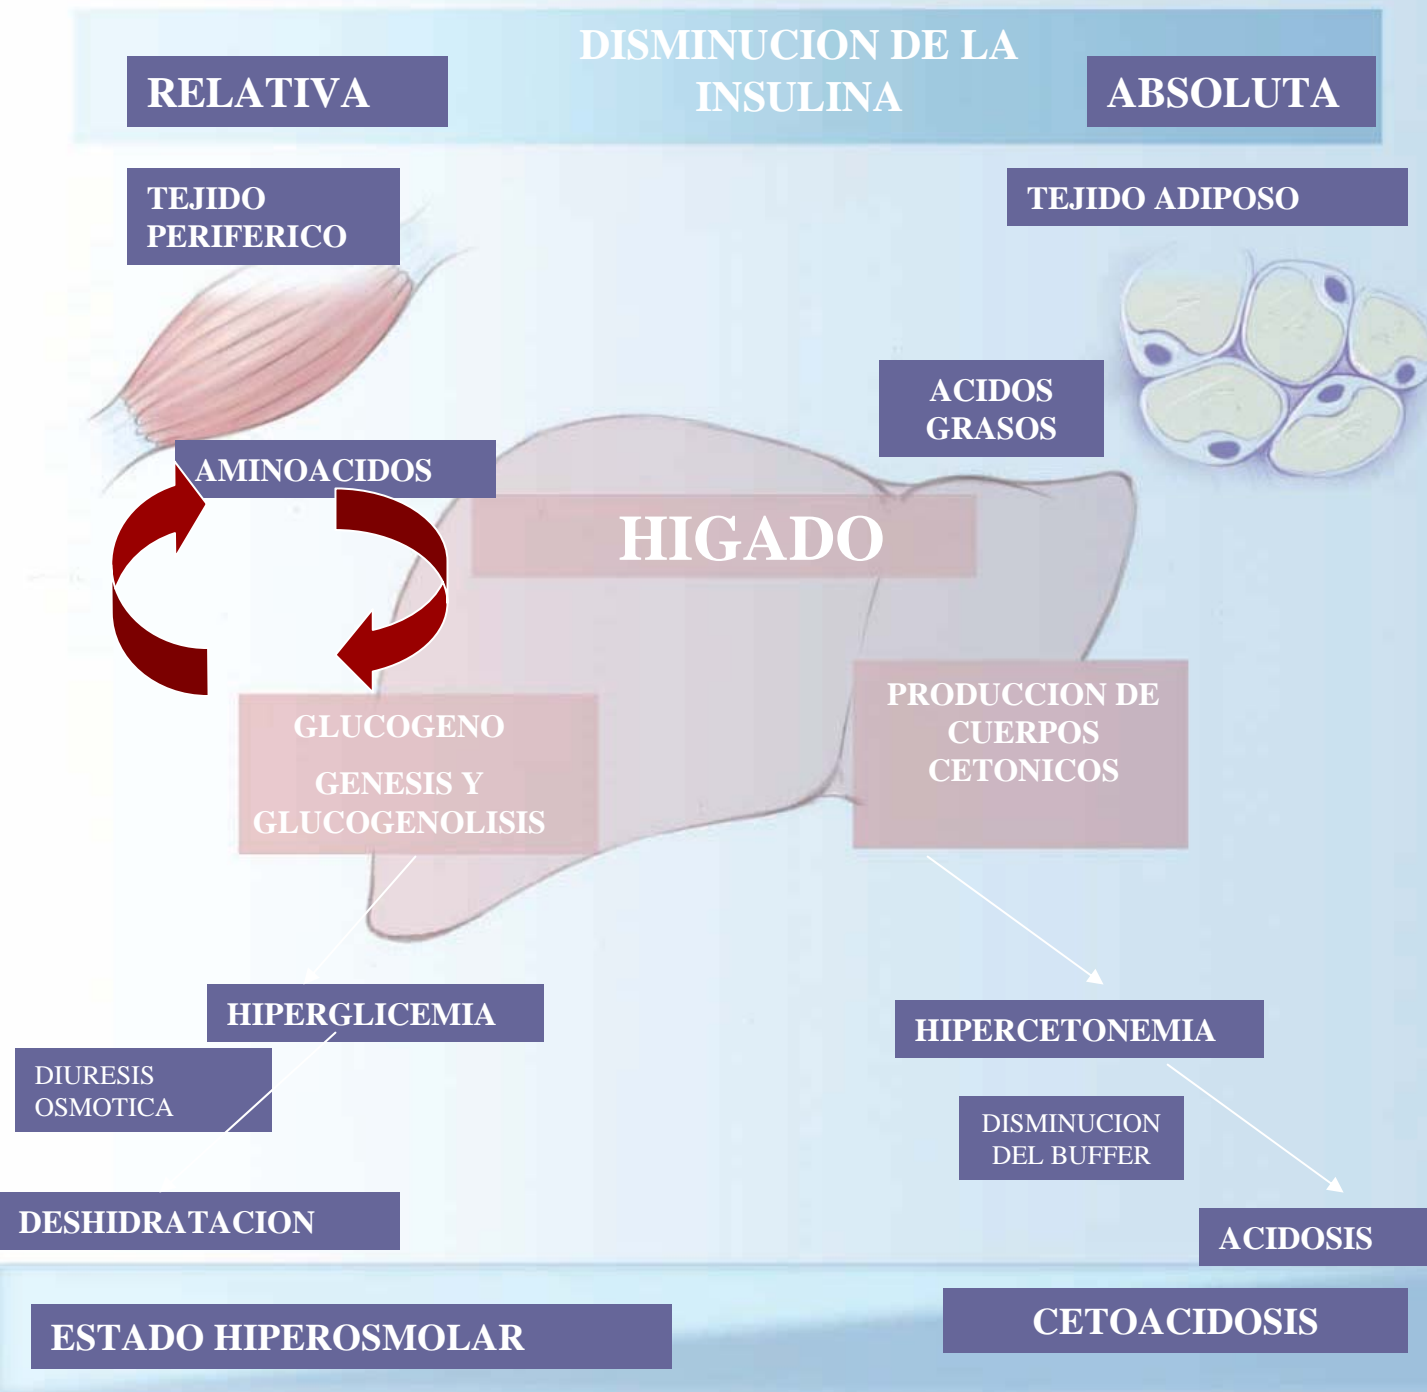 DISMINUCION DE LA
INSULINA
RELATIVA
ABSOLUTA
TEJIDO
PERIFERICO
TEJIDO ADIPOSO
ACIDOS
GRASOS
AMINOACIDOS
HIGADO
GLUCOGENO
GENESIS Y
GLUCOGENOLISIS
PRODUCCION DE
CUERPOS
CETONICOS
HIPERGLICEMIA
HIPERCETONEMIA
DIURESIS
OSMOTICA
DISMINUCION
DEL BUFFER
DESHIDRATACION
ACIDOSIS
ESTADO HIPEROSMOLAR
CETOACIDOSIS